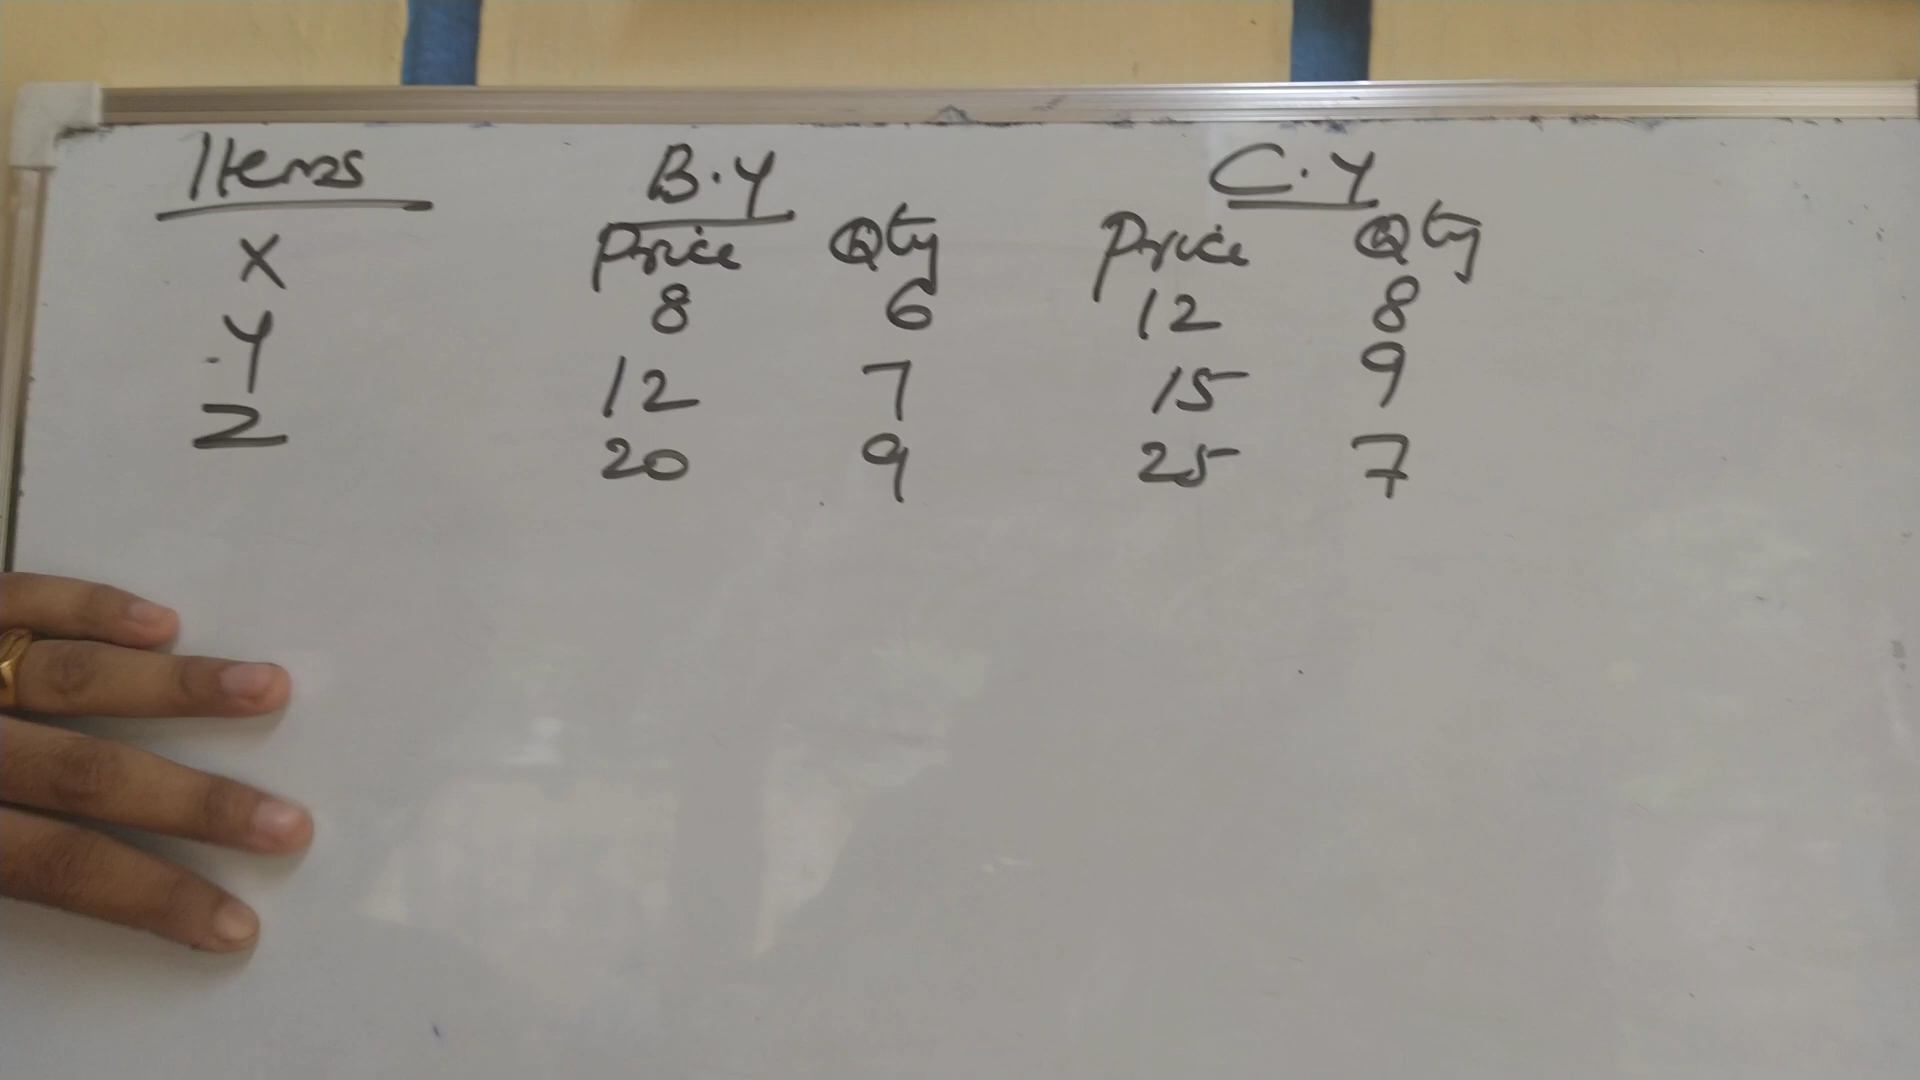 Items B.Y C.Y
Price Qty Price Qty
X 8 6 12 8
Y 12 7 15 9
Z 20 9 25 7